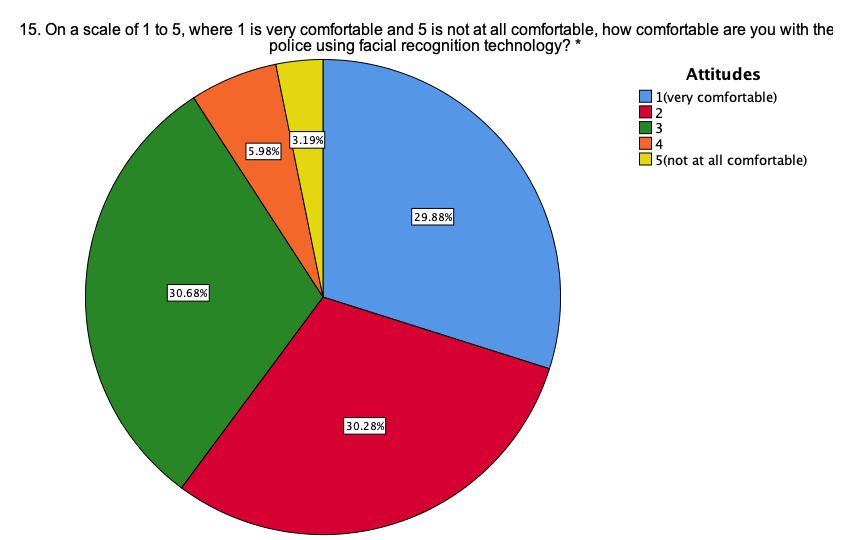 15. On a scale of 1 to 5, where 1 is very comfortable and 5 is not at all comfortable, how comfortable are you with the
police using facial recognition technology? *
Attitudes
1(very comfortable)
2
3
4
5(not at all comfortable)
3.19%
5.98%
29.88%
30.68%
30.28%